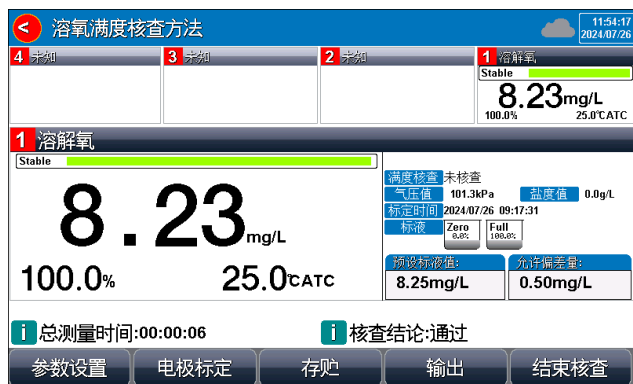 溶氧满度核查方法
11:54:17
2024/07/26
4 未知
3 未知
2 未知
1 溶解氧
Stable
8.23mg/L
100.0% 25.0℃ATC
1 溶解氧
Stable
8.23mg/L
100.0% 25.0℃ATC
满度核查 未核查
气压值 101.3kPa 盐度值 0.0g/L
标定时间 2024/07/26 09:17:31
标液 Zero 0.0% Full 100.0%
预设标液值: 允许偏差量:
8.25mg/L 0.50mg/L
i 总测量时间:00:00:06 i 核查结论:通过
参数设置 电极标定 存贮 输出 结束核查